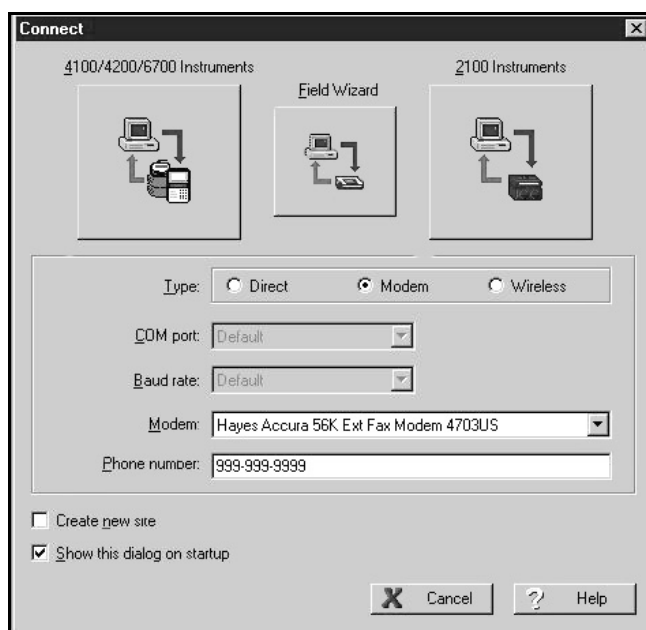 Connect
4100/4200/6700 Instruments
Field Wizard
2100 Instruments
Type: Direct Modem Wireless
COM port: Default
Baud rate: Default
Modem: Hayes Accura 56K Ext Fax Modem 4703US
Phone number: 999-999-9999
Create new site
Show this dialog on startup
Cancel Help